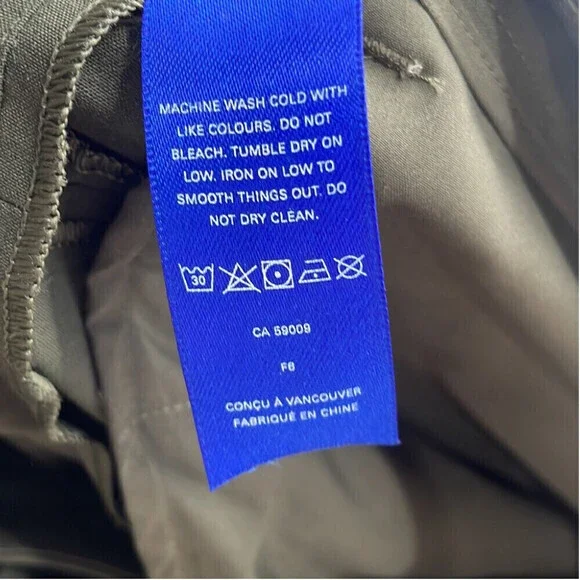 MACHINE WASH COLD WITH
LIKE COLOURS. DO NOT
BLEACH. TUMBLE DRY ON
LOW. IRON ON LOW TO
SMOOTH THINGS OUT. DO
NOT DRY CLEAN.
30
CA 59009
F6
CONÇU À VANCOUVER
FABRIQUÉ EN CHINE